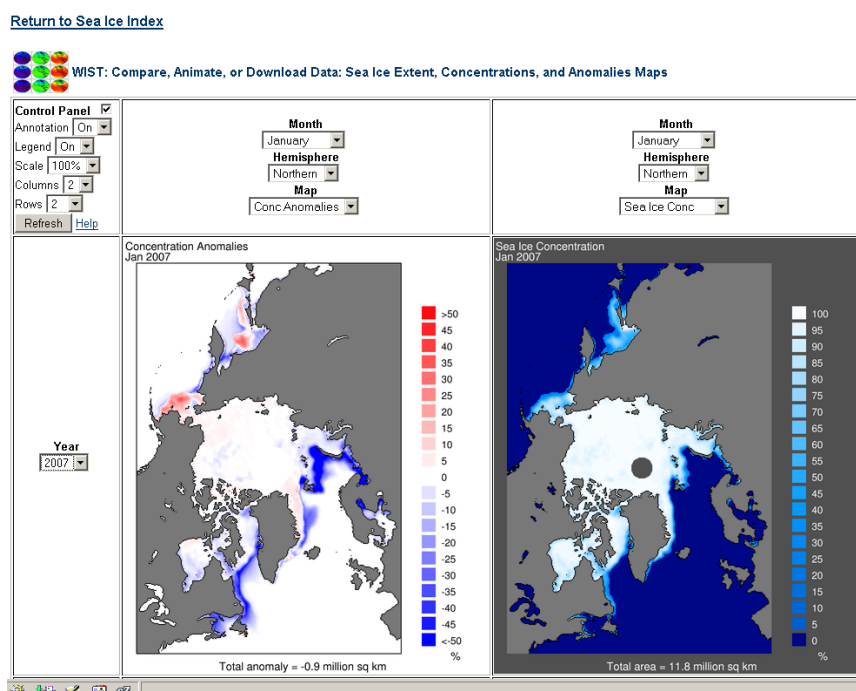 Return to Sea Ice Index
WIST: Compare, Animate, or Download Data: Sea Ice Extent, Concentrations, and Anomalies Maps
Control Panel
Annotation On
Legend On
Scale 100%
Columns 2
Rows 2
Refresh Help
Month
January
Hemisphere
Northern
Map
Conc Anomalies
Month
January
Hemisphere
Northern
Map
Sea Ice Conc
Year
2007
Concentration Anomalies
Jan 2007
>50
45
40
35
30
25
20
15
10
5
0
-5
-10
-15
-20
-25
-30
-35
-40
-45
<-50
%
Total anomaly = -0.9 million sq km
Sea Ice Concentration
Jan 2007
100
95
90
85
80
75
70
65
60
55
50
45
40
35
30
25
20
15
10
5
0
%
Total area = 11.8 million sq km